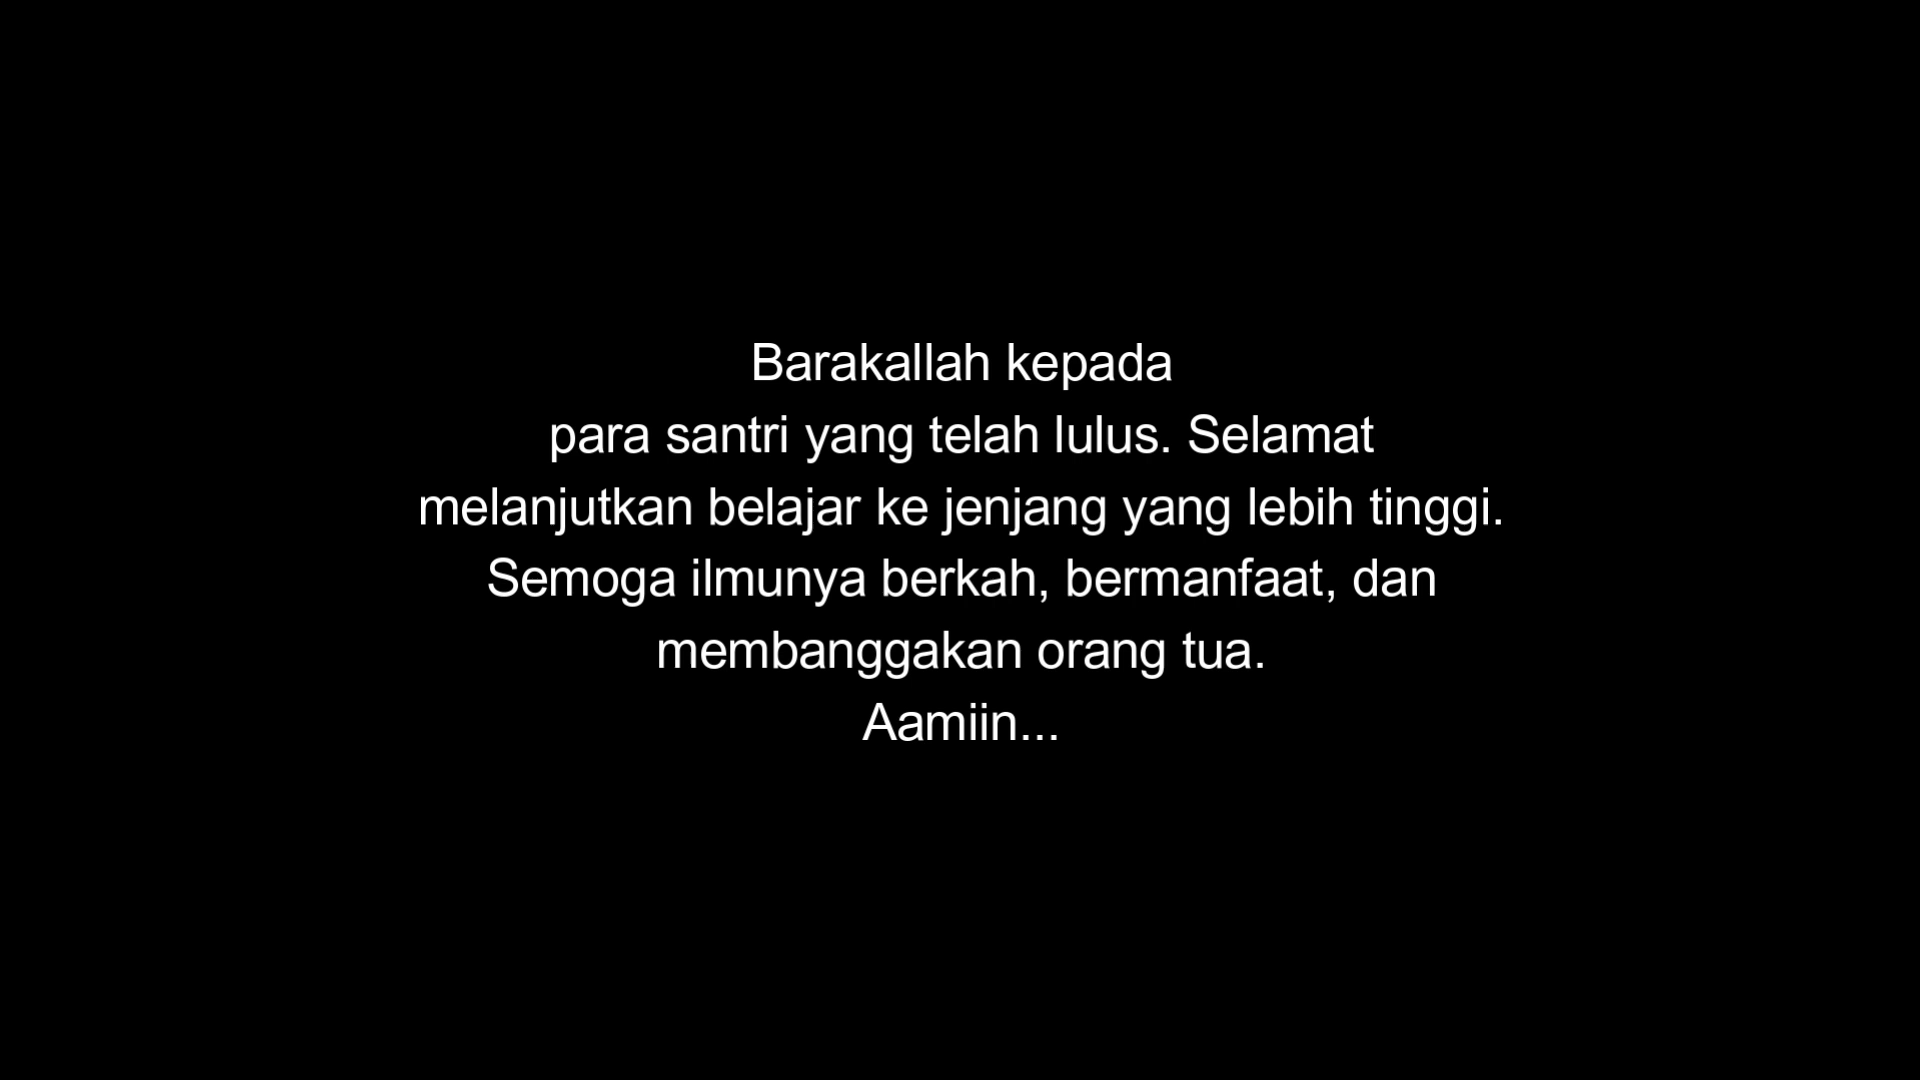 Barakallah kepada
para santri yang telah lulus. Selamat
melanjutkan belajar ke jenjang yang lebih tinggi.
Semoga ilmunya berkah, bermanfaat, dan
membanggakan orang tua.
Aamiin...